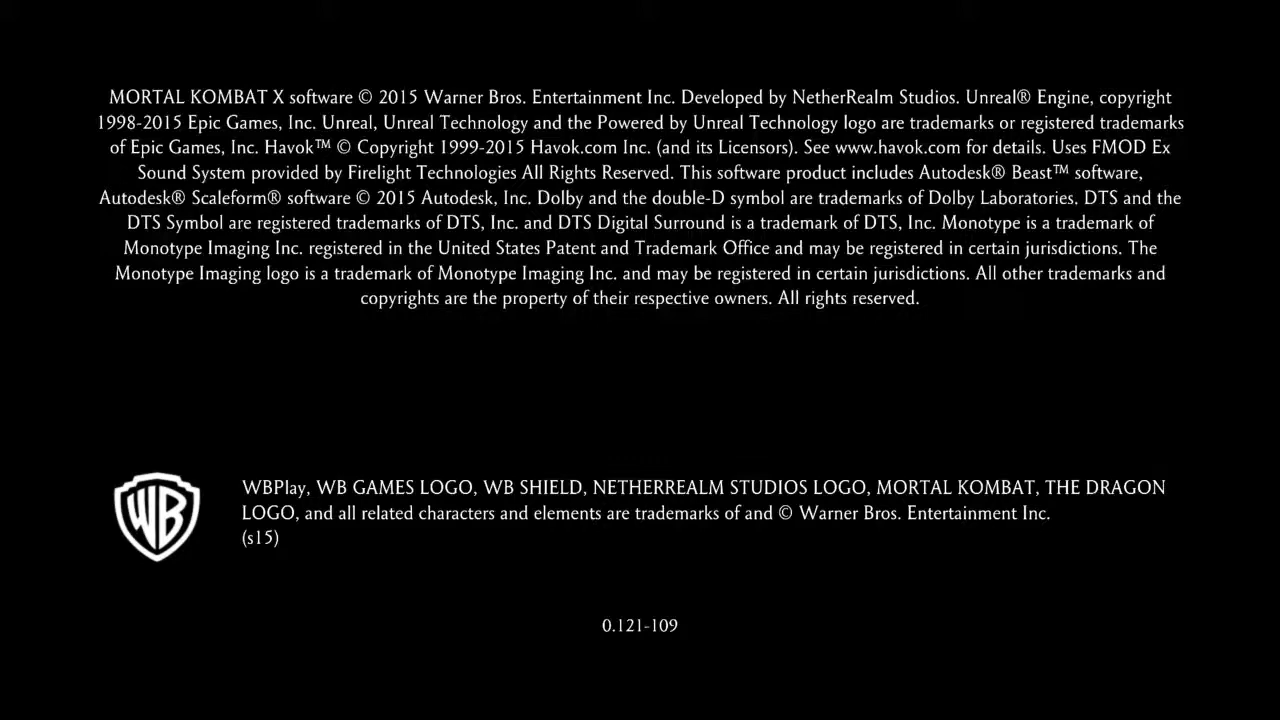 MORTAL KOMBAT X software © 2015 Warner Bros. Entertainment Inc. Developed by NetherRealm Studios. Unreal® Engine, copyright
1998-2015 Epic Games, Inc. Unreal, Unreal Technology and the Powered by Unreal Technology logo are trademarks or registered trademarks
of Epic Games, Inc. Havok™ © Copyright 1999-2015 Havok.com Inc. (and its Licensors). See www.havok.com for details. Uses FMOD Ex
Sound System provided by Firelight Technologies All Rights Reserved. This software product includes Autodesk® Beast™ software,
Autodesk® Scaleform® software © 2015 Autodesk, Inc. Dolby and the double-D symbol are trademarks of Dolby Laboratories. DTS and the
DTS Symbol are registered trademarks of DTS, Inc. and DTS Digital Surround is a trademark of DTS, Inc. Monotype is a trademark of
Monotype Imaging Inc. registered in the United States Patent and Trademark Office and may be registered in certain jurisdictions. The
Monotype Imaging logo is a trademark of Monotype Imaging Inc. and may be registered in certain jurisdictions. All other trademarks and
copyrights are the property of their respective owners. All rights reserved.
WB
WBPlay, WB GAMES LOGO, WB SHIELD, NETHERREALM STUDIOS LOGO, MORTAL KOMBAT, THE DRAGON
LOGO, and all related characters and elements are trademarks of and © Warner Bros. Entertainment Inc.
(s15)
0.121-109